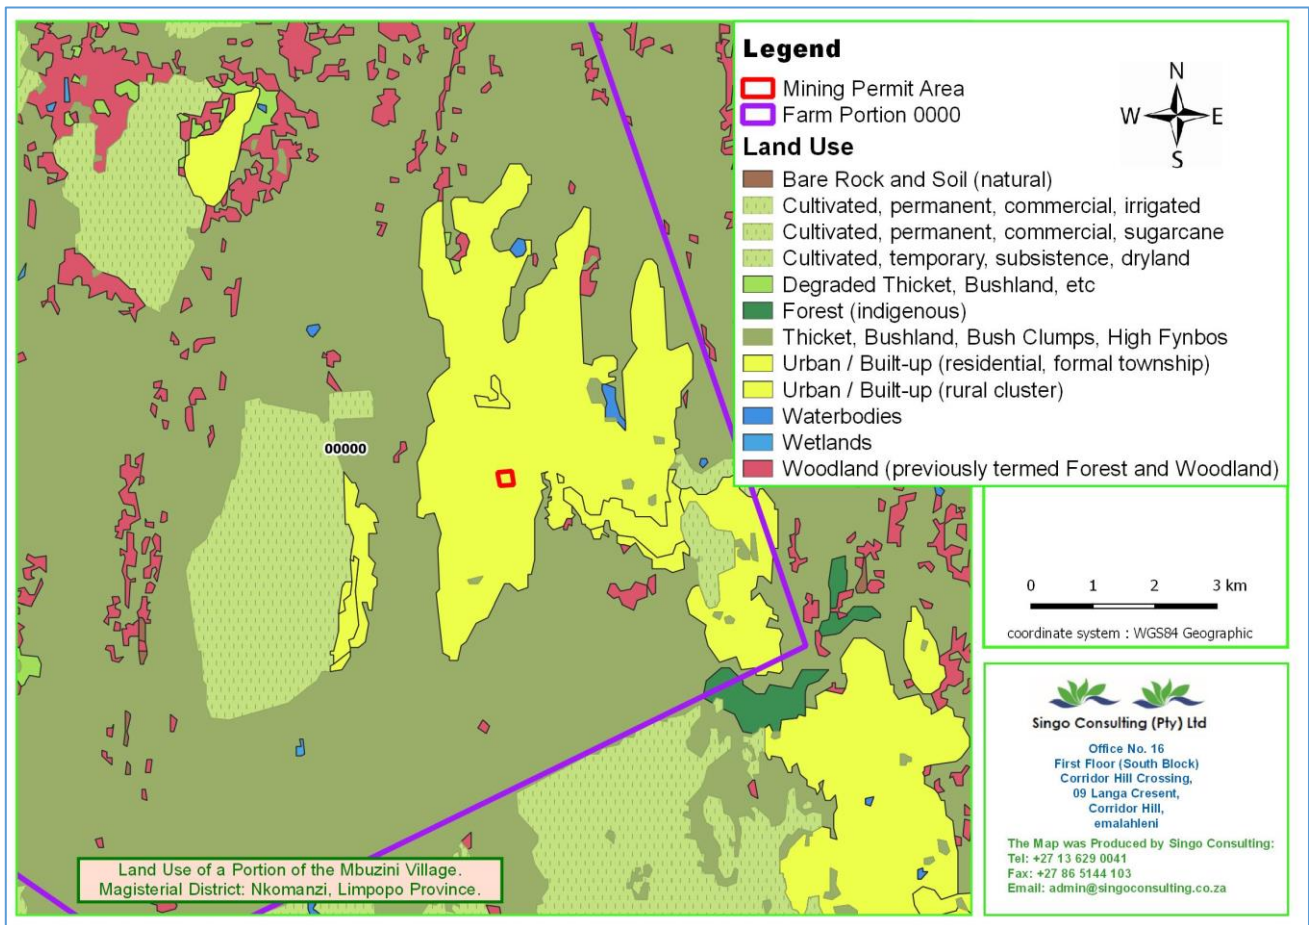 Legend
Mining Permit Area
Farm Portion 0000
Land Use
Bare Rock and Soil (natural)
Cultivated, permanent, commercial, irrigated
Cultivated, permanent, commercial, sugarcane
Cultivated, temporary, subsistence, dryland
Degraded Thicket, Bushland, etc
Forest (indigenous)
Thicket, Bushland, Bush Clumps, High Fynbos
Urban / Built-up (residential, formal township)
Urban / Built-up (rural cluster)
Waterbodies
Wetlands
Woodland (previously termed Forest and Woodland)
N
W E
S
00000
0 1 2 3 km
coordinate system : WGS84 Geographic
Singo Consulting (Pty) Ltd
Office No. 16
First Floor (South Block)
Corridor Hill Crossing,
09 Langa Cresent,
Corridor Hill,
emalahleni
The Map was Produced by Singo Consulting:
Tel: +27 13 629 0041
Fax: +27 86 5144 103
Email: admin@singoconsulting.co.za
Land Use of a Portion of the Mbuzini Village.
Magisterial District: Nkomanzi, Limpopo Province.